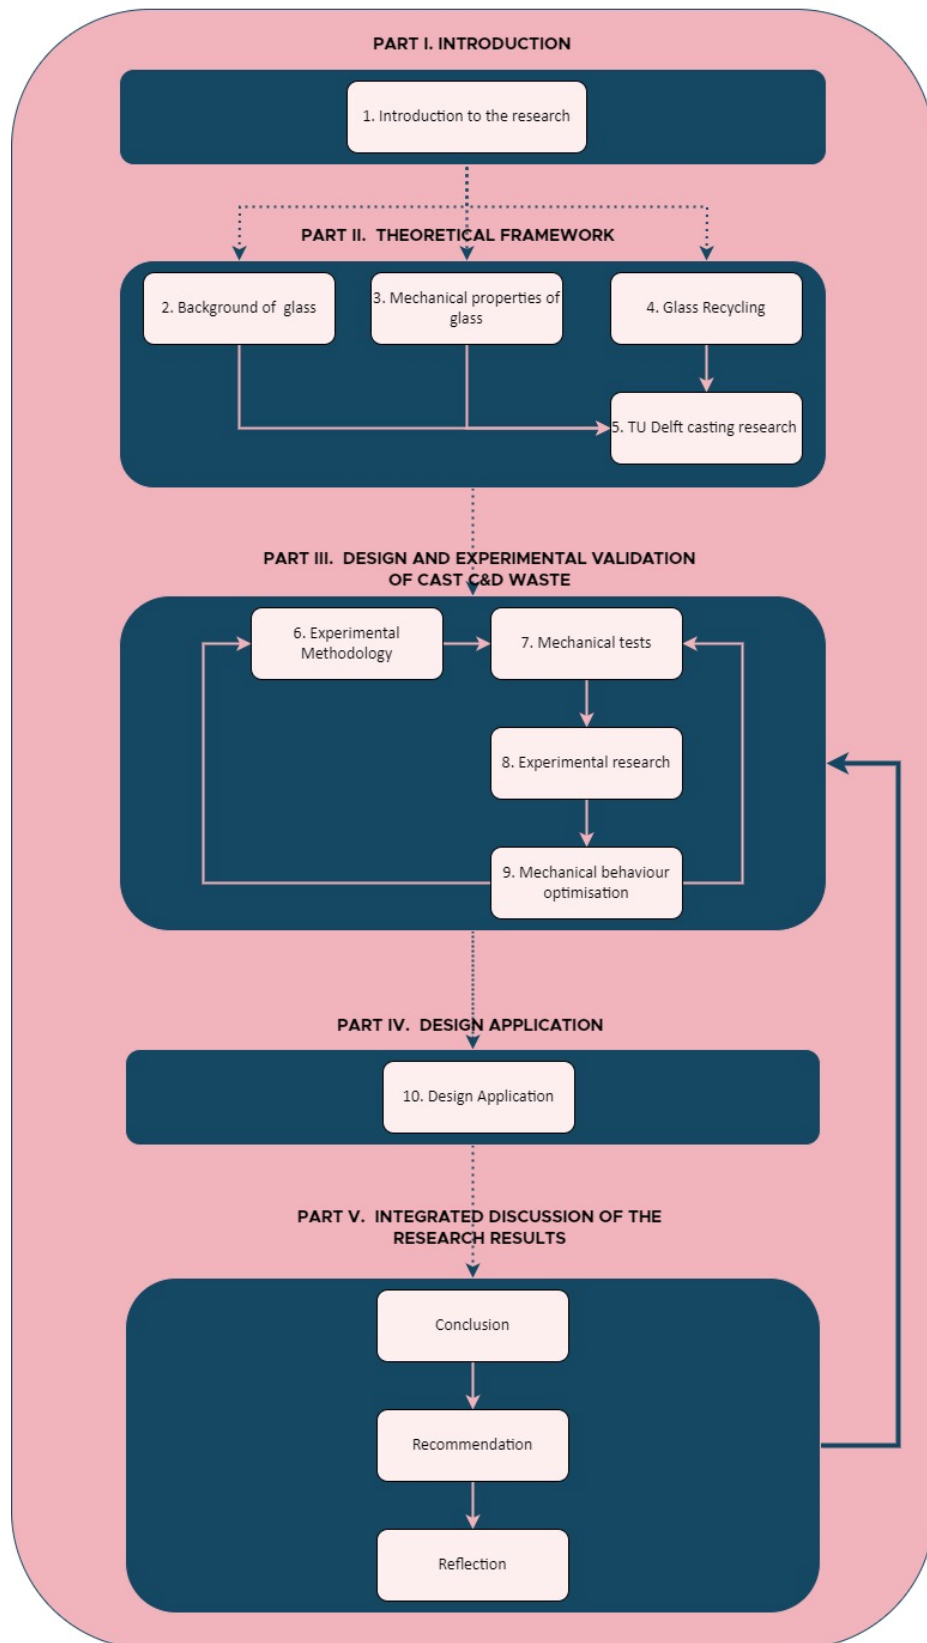 PART I. INTRODUCTION
1. Introduction to the research
PART II. THEORETICAL FRAMEWORK
2. Background of glass
3. Mechanical properties of
glass
4. Glass Recycling
5. TU Delft casting research
PART III. DESIGN AND EXPERIMENTAL VALIDATION
OF CAST C&D WASTE
6. Experimental
Methodology
7. Mechanical tests
8. Experimental research
9. Mechanical behaviour
optimisation
PART IV. DESIGN APPLICATION
10. Design Application
PART V. INTEGRATED DISCUSSION OF THE
RESEARCH RESULTS
Conclusion
Recommendation
Reflection